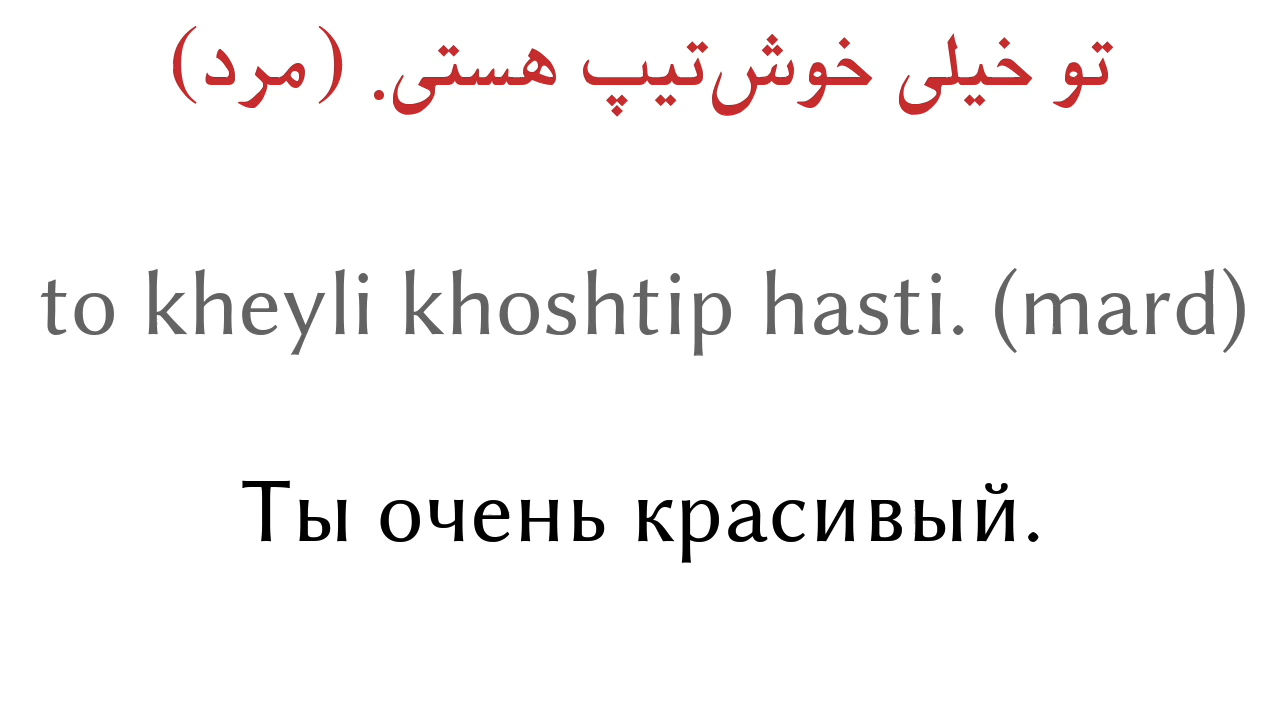 تو خیلی خوش‌تیپ هستی. (مرد)
to kheyli khoshtip hasti. (mard)
Ты очень красивый.